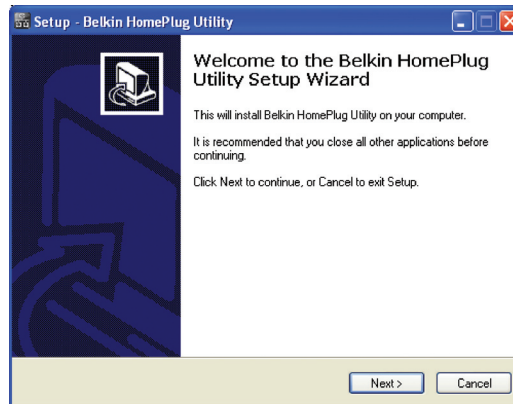 Setup - Belkin HomePlug Utility
Welcome to the Belkin HomePlug
Utility Setup Wizard
This will install Belkin HomePlug Utility on your computer.
It is recommended that you close all other applications before
continuing.
Click Next to continue, or Cancel to exit Setup.
Next >
Cancel